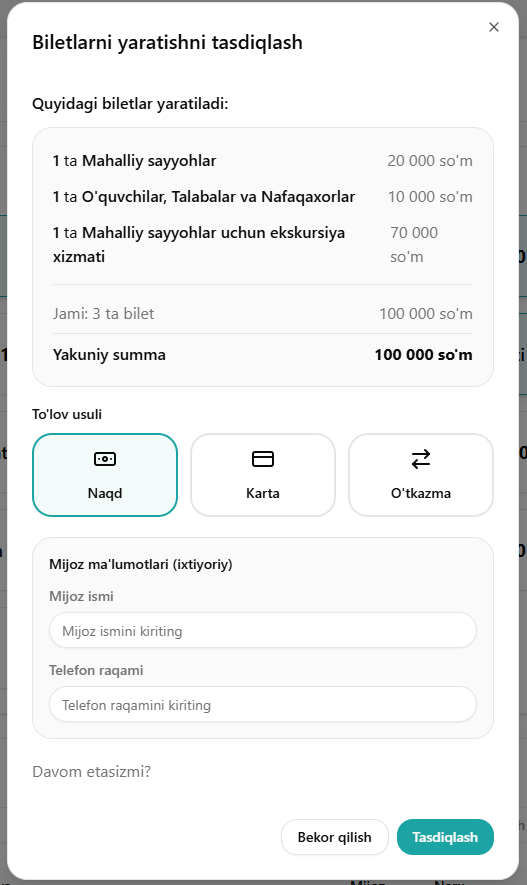 Biletlarni yaratishni tasdiqlash
Quyidagi biletlar yaratiladi:
1 ta Mahalliy sayyohlar 20 000 so'm
1 ta O'quvchilar, Talabalar va Nafaqaxorlar 10 000 so'm
1 ta Mahalliy sayyohlar uchun ekskursiya 70 000
xizmati so'm
Jami: 3 ta bilet 100 000 so'm
Yakuniy summa 100 000 so'm
To'lov usuli
Naqd Karta O'tkazma
Mijoz ma'lumotlari (ixtiyoriy)
Mijoz ismi
Mijoz ismini kiriting
Telefon raqami
Telefon raqamini kiriting
Davom etasizmi?
Bekor qilish Tasdiqlash